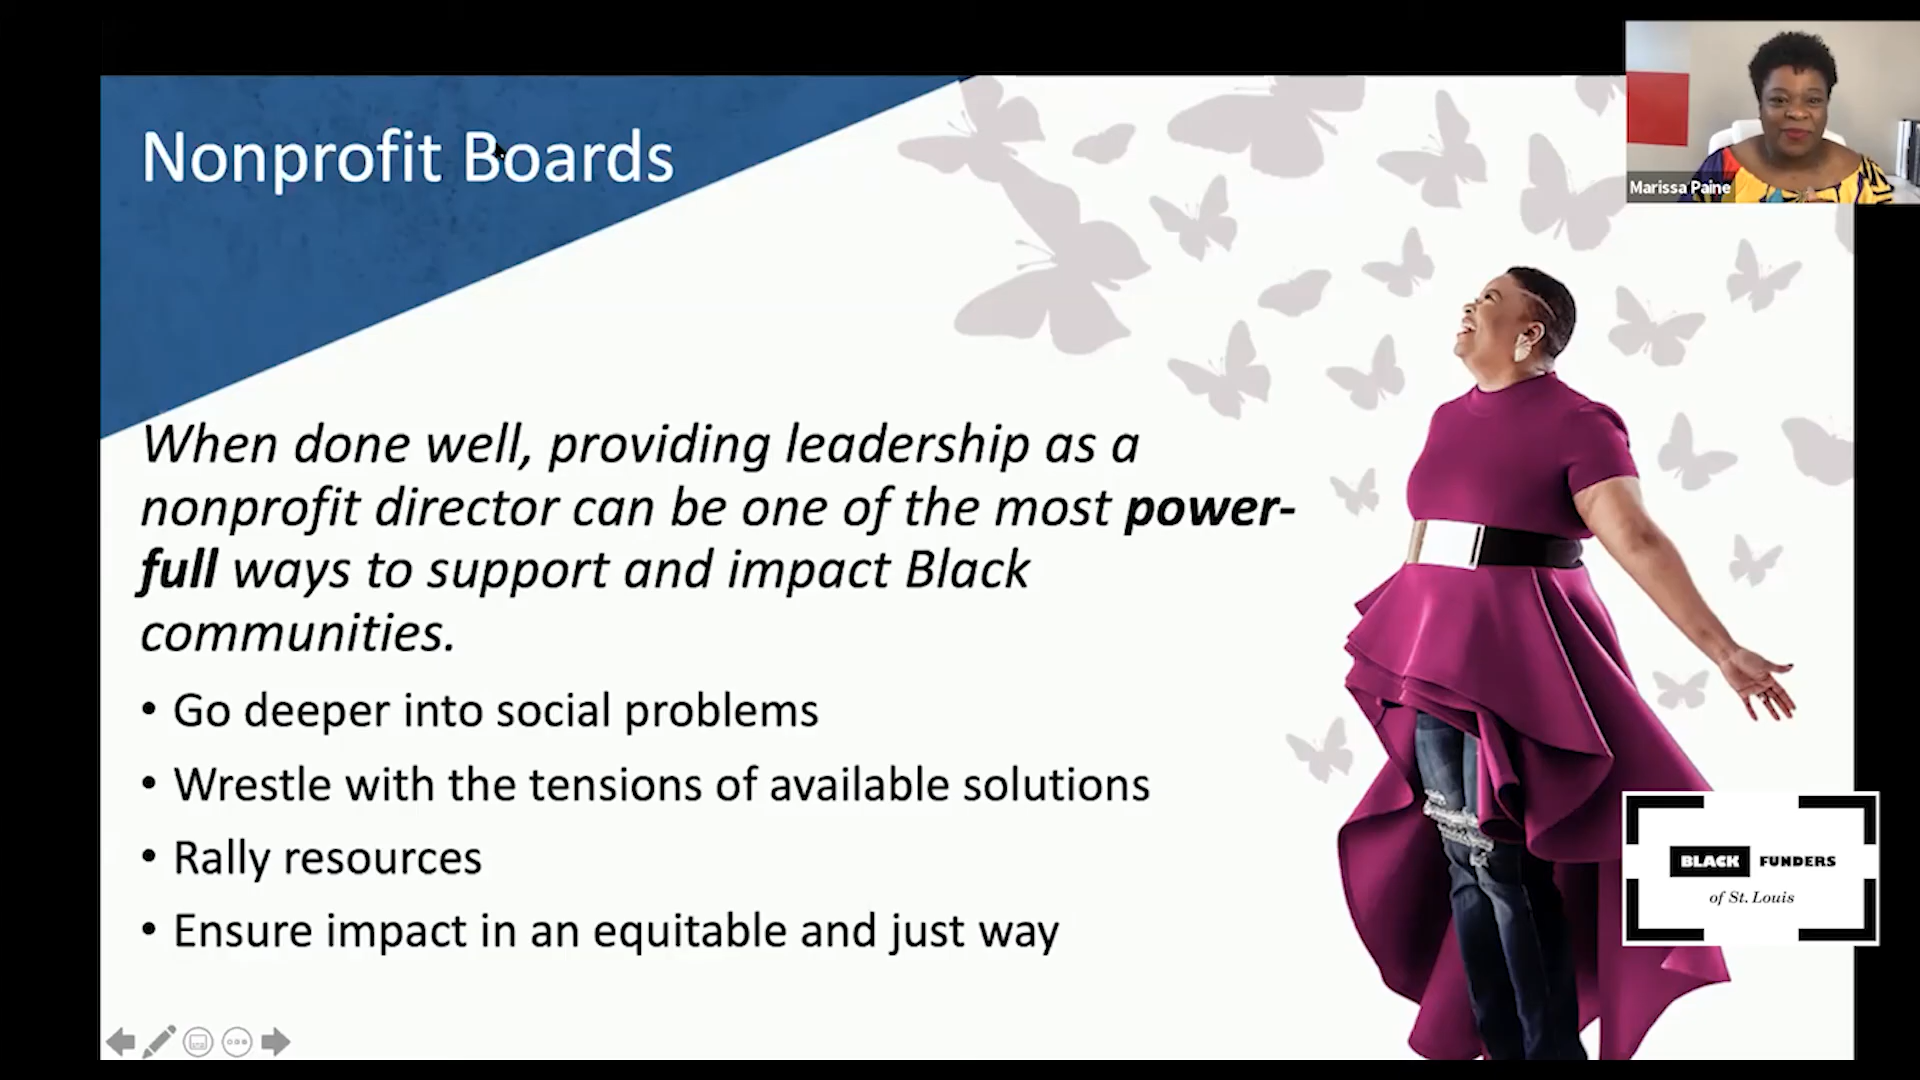 Nonprofit Boards
Marissa Paine
When done well, providing leadership as a
nonprofit director can be one of the most power-
full ways to support and impact Black
communities.
• Go deeper into social problems
• Wrestle with the tensions of available solutions
• Rally resources
• Ensure impact in an equitable and just way
BLACK FUNDERS
of St. Louis